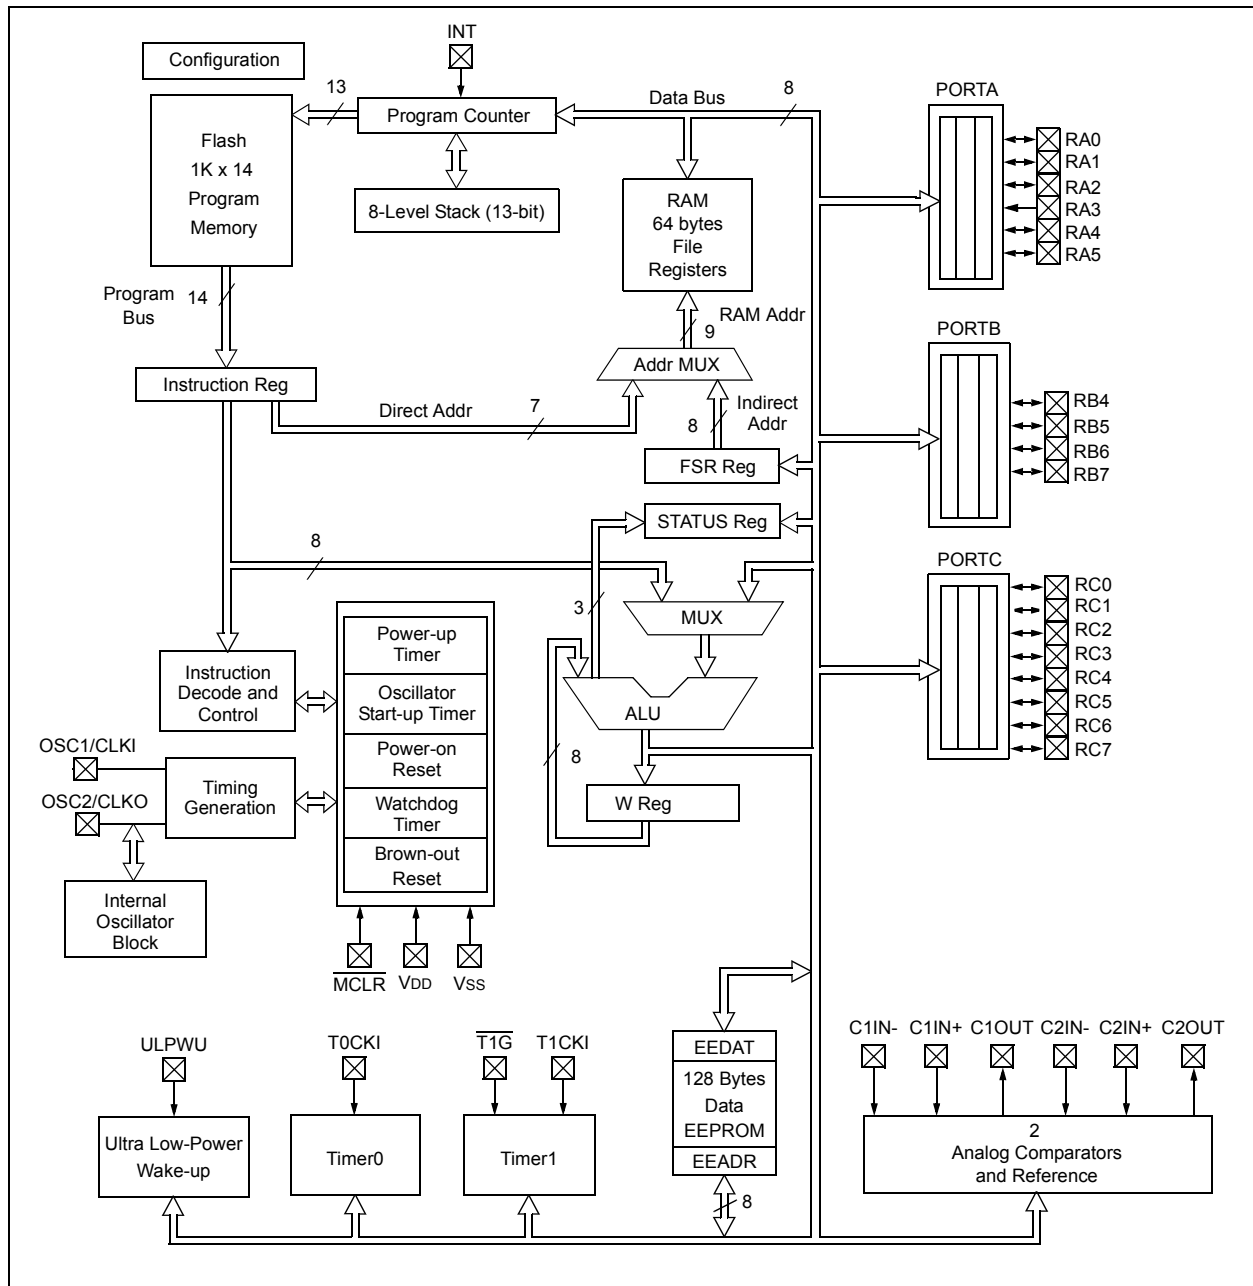 INT
Configuration
13
Program Counter
Data Bus
8
PORTA
Flash
1K x 14
Program
Memory
8-Level Stack (13-bit)
RAM
64 bytes
File
Registers
RA0
RA1
RA2
RA3
RA4
RA5
Program
Bus
14
RAM Addr
9
PORTB
Addr MUX
Instruction Reg
Direct Addr
7
Indirect
Addr
8
RB4
RB5
RB6
RB7
FSR Reg
STATUS Reg
8
PORTC
3
MUX
RC0
RC1
RC2
RC3
RC4
RC5
RC6
RC7
Power-up
Timer
Instruction
Decode and
Control
Oscillator
Start-up Timer
ALU
OSC1/CLKI
Power-on
Reset
8
Timing
Generation
OSC2/CLKO
Watchdog
Timer
W Reg
Brown-out
Reset
Internal
Oscillator
Block
MCLR
VDD
VSS
ULPWU
T0CKI
T1G
T1CKI
EEDAT
128 Bytes
Data
EEPROM
EEADR
8
C1IN-
C1IN+
C1OUT
C2IN-
C2IN+
C2OUT
Ultra Low-Power
Wake-up
Timer0
Timer1
2
Analog Comparators
and Reference